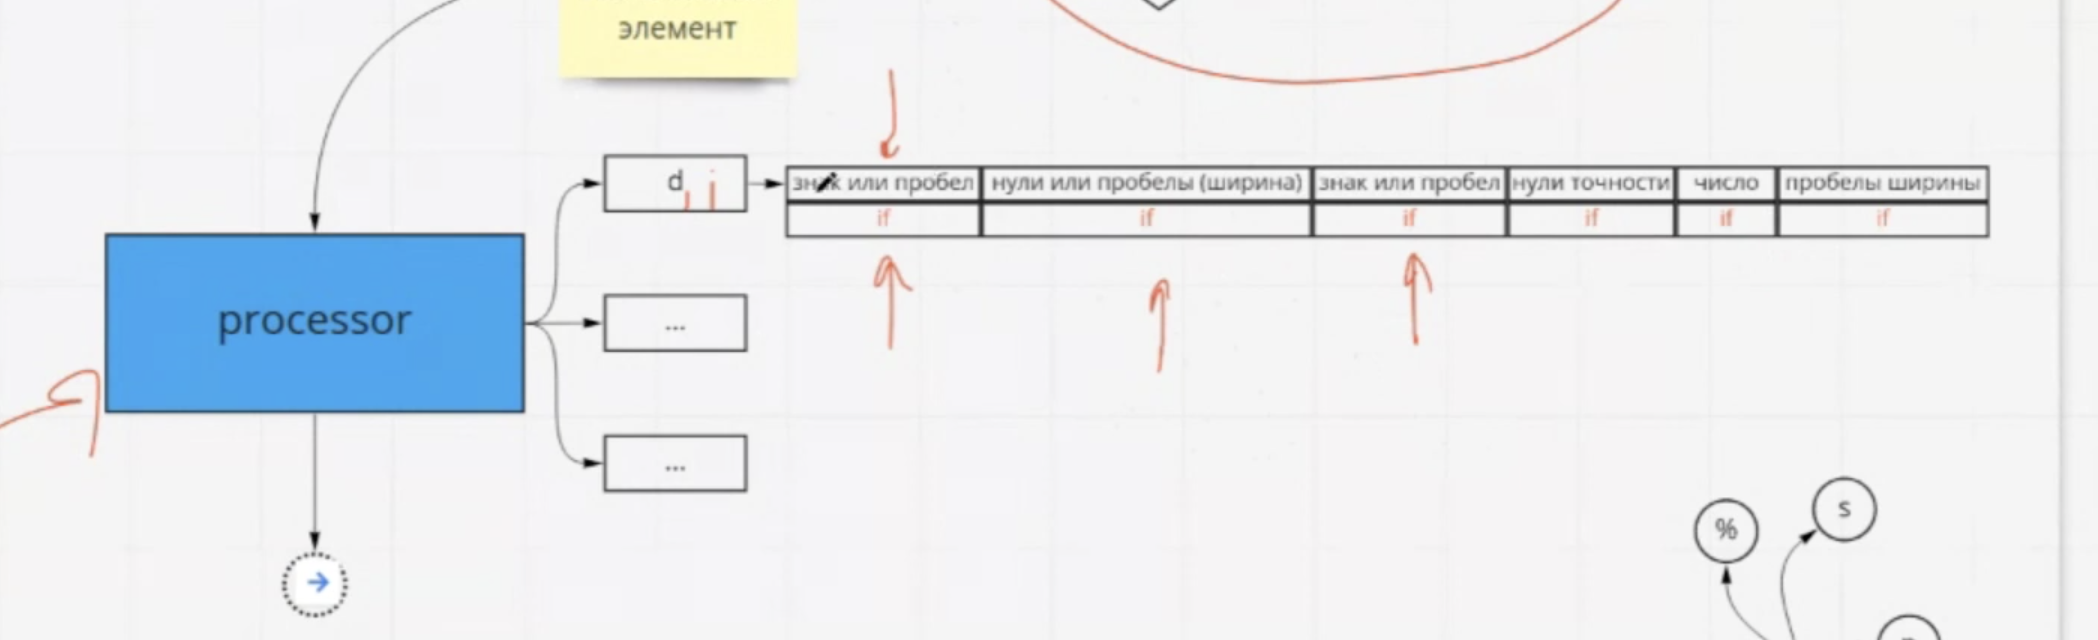 элемент
d, i
знак или пробел
нули или пробелы (ширина)
знак или пробел
нули точности
число
пробелы ширины
if
if
if
if
if
if
processor
...
...
%
s